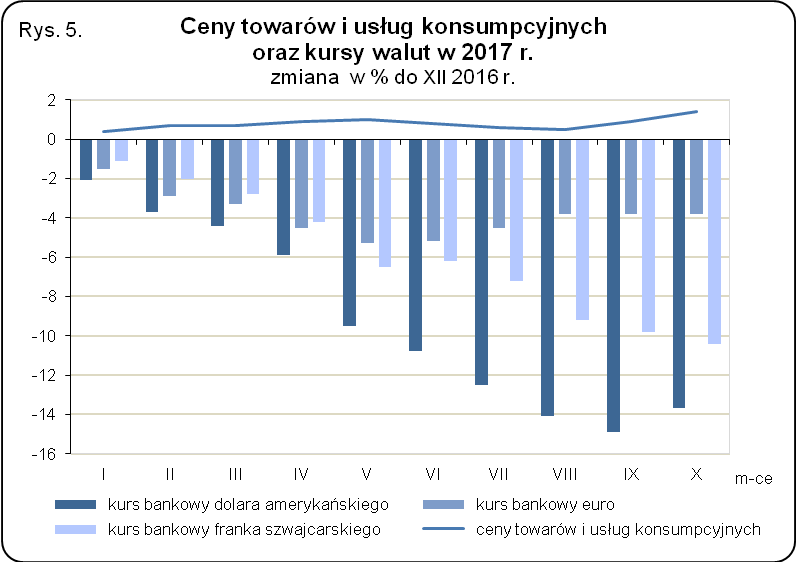 Rys. 5.
Ceny towarów i usług konsumpcyjnych
oraz kursy walut w 2017 r.
zmiana w % do XII 2016 r.
2
0
-2
-4
-6
-8
-10
-12
-14
-16
I II III IV V VI VII VIII IX X m-ce
kurs bankowy dolara amerykańskiego kurs bankowy euro
kurs bankowy franka szwajcarskiego ceny towarów i usług konsumpcyjnych